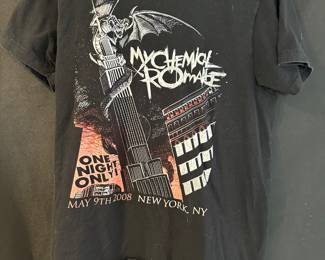 MY CHEMICAL
ROMANCE
ONE
NIGHT
ONLY!
MAY 9TH 2008 NEW YORK, NY